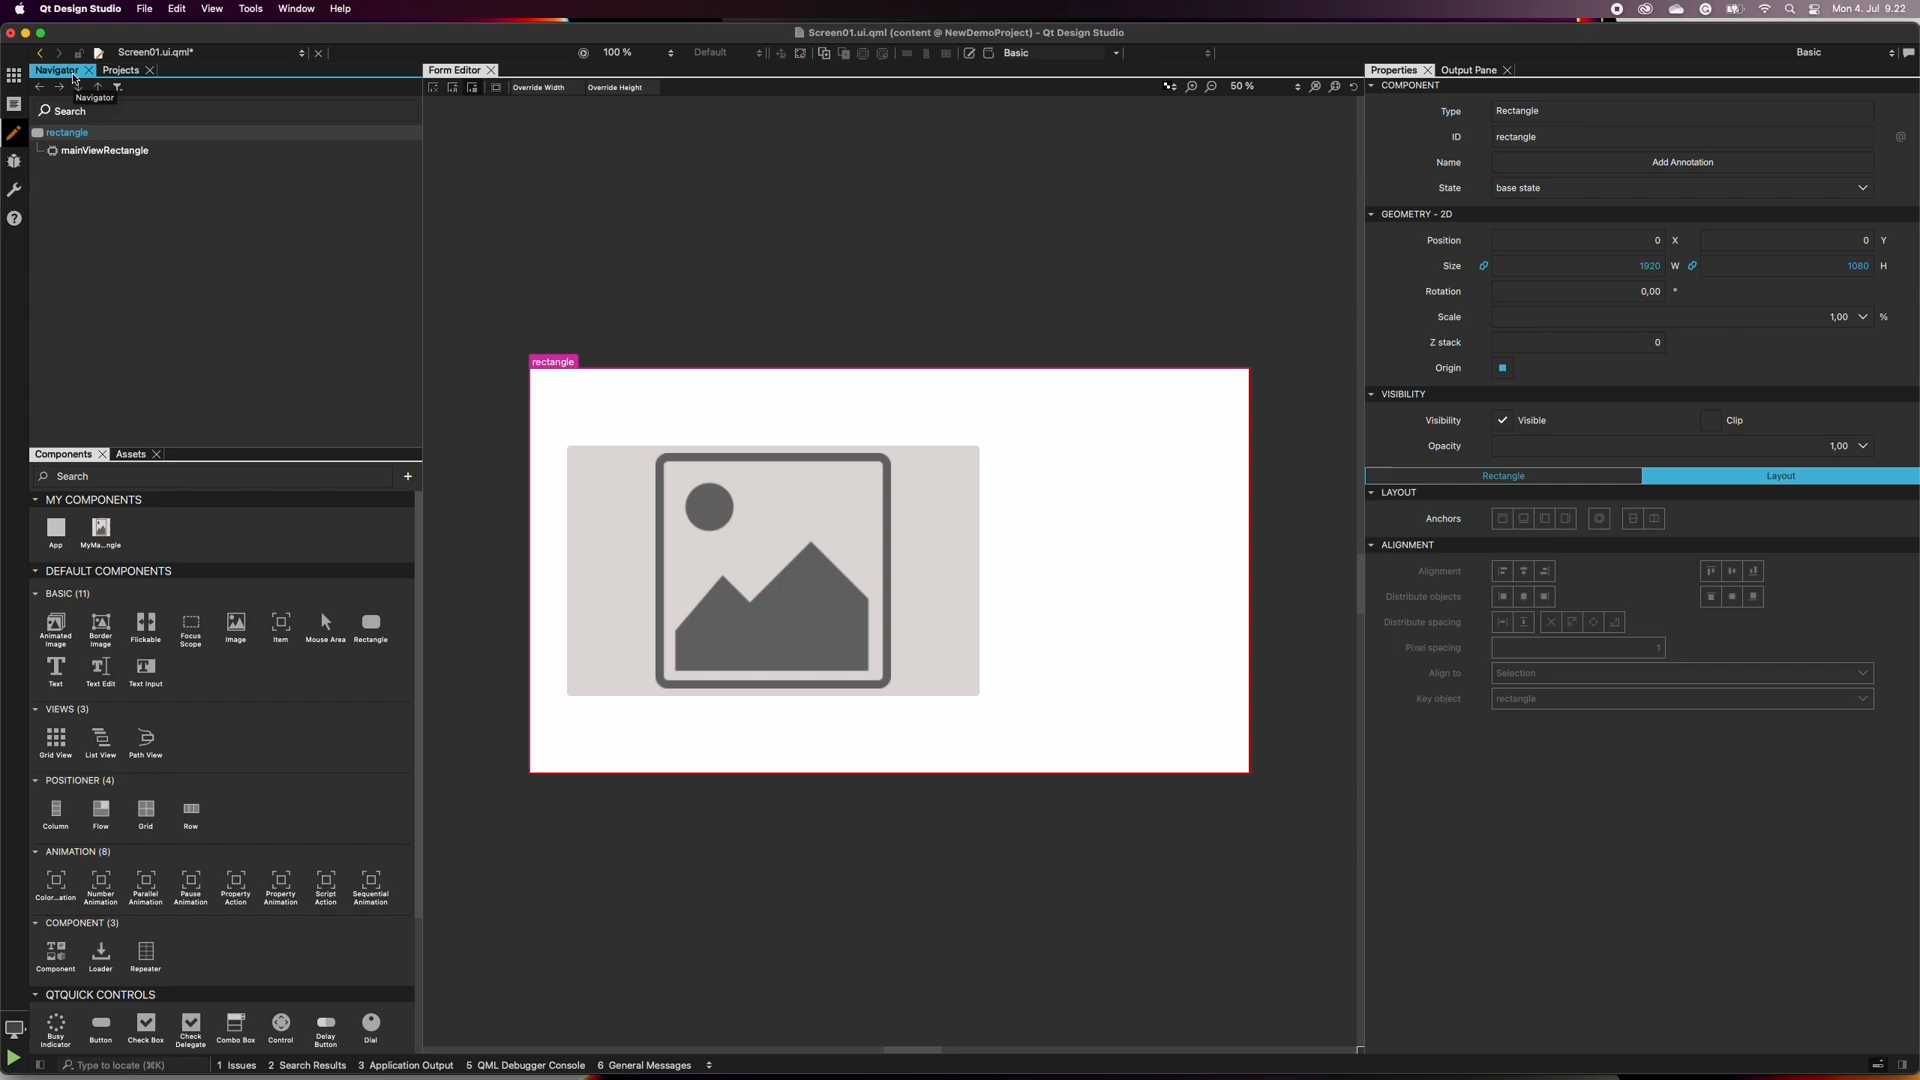 Qt Design Studio File Edit View Tools Window Help Mon 4. Jul 9.22
Screen01.ui.qml (content @ NewDemoProject) - Qt Design Studio
Screen01.ui.qml* 100 % Default Basic Basic
Navigator Projects Form Editor Properties Output Pane
Override Width Override Height 50 %
Navigator
Search
rectangle
mainViewRectangle
COMPONENT
Type Rectangle
ID rectangle @
Name Add Annotation
State base state
GEOMETRY - 2D
Position 0 X 0 Y
Size 1920 W 1080 H
Rotation 0,00 °
Scale 1,00 %
Z stack 0
Origin
VISIBILITY
Visibility Visible Clip
Opacity 1,00
Rectangle Layout
LAYOUT
Anchors
ALIGNMENT
Alignment
Distribute objects
Distribute spacing
Pixel spacing 1
Align to Selection
Key object rectangle
rectangle
Components Assets
Search +
MY COMPONENTS
App MyMa...ngle
DEFAULT COMPONENTS
BASIC (11)
Animated Image Border Image Flickable Focus Scope Image Item Mouse Area Rectangle
Text Text Edit Text Input
VIEWS (3)
Grid View List View Path View
POSITIONER (4)
Column Flow Grid Row
ANIMATION (8)
Color...ation Number Animation Parallel Animation Pause Animation Property Action Property Animation Script Action Sequential Animation
COMPONENT (3)
Component Loader Repeater
QTQUICK CONTROLS
Busy Indicator Button Check Box Check Delegate Combo Box Control Delay Button Dial
Type to locate (⌘K) 1 Issues 2 Search Results 3 Application Output 5 QML Debugger Console 6 General Messages